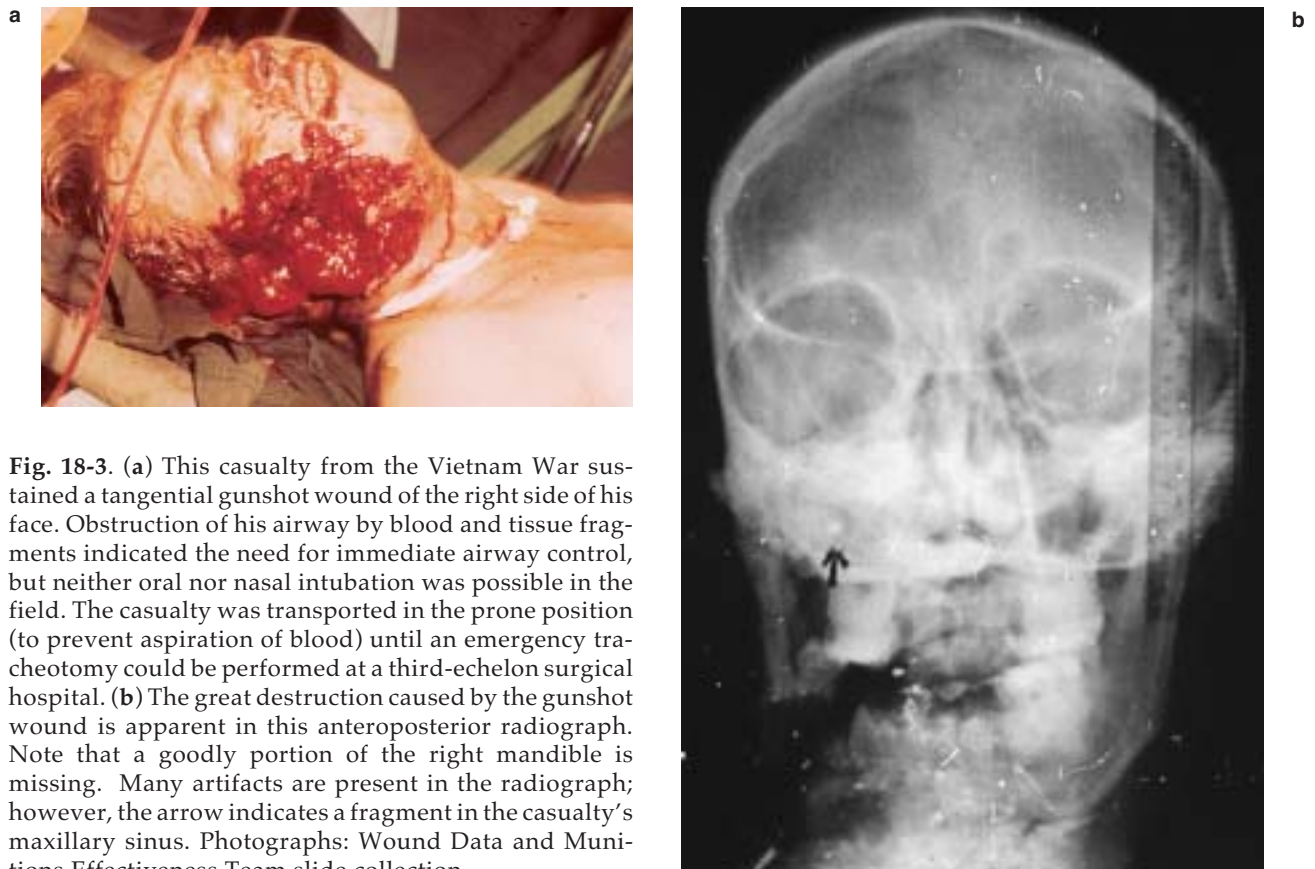 a
b
Fig. 18-3. (a) This casualty from the Vietnam War sus-
tained a tangential gunshot wound of the right side of his
face. Obstruction of his airway by blood and tissue frag-
ments indicated the need for immediate airway control,
but neither oral nor nasal intubation was possible in the
field. The casualty was transported in the prone position
(to prevent aspiration of blood) until an emergency tra-
cheotomy could be performed at a third-echelon surgical
hospital. (b) The great destruction caused by the gunshot
wound is apparent in this anteroposterior radiograph.
Note that a goodly portion of the right mandible is
missing. Many artifacts are present in the radiograph;
however, the arrow indicates a fragment in the casualty's
maxillary sinus. Photographs: Wound Data and Muni-
tions Effectiveness Team slide collection